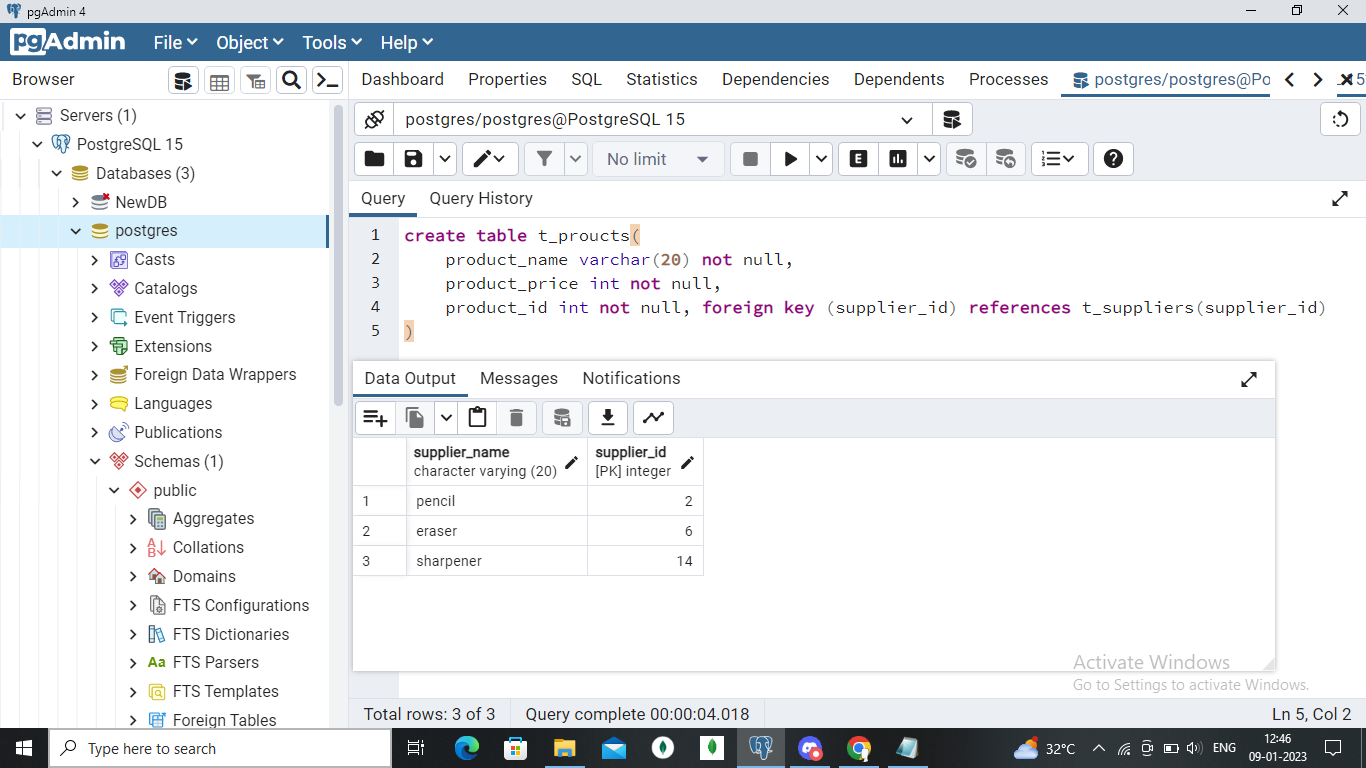 pgAdmin 4
pgAdmin File Object Tools Help
Browser
Dashboard Properties SQL Statistics Dependencies Dependents Processes postgres/postgres@Po
Servers (1)
PostgreSQL 15
Databases (3)
NewDB
postgres
Casts
Catalogs
Event Triggers
Extensions
Foreign Data Wrappers
Languages
Publications
Schemas (1)
public
Aggregates
Collations
Domains
FTS Configurations
FTS Dictionaries
Aa FTS Parsers
FTS Templates
Foreign Tables
postgres/postgres@PostgreSQL 15
No limit
E
Query Query History
1 create table t_proucts(
2 product_name varchar(20) not null,
3 product_price int not null,
4 product_id int not null, foreign key (supplier_id) references t_suppliers(supplier_id)
5 )
Data Output Messages Notifications
supplier_name supplier_id
character varying (20) [PK] integer
1 pencil 2
2 eraser 6
3 sharpener 14
Activate Windows
Go to Settings to activate Windows.
Total rows: 3 of 3 Query complete 00:00:04.018 Ln 5, Col 2
Type here to search
32°C ENG
12:46
09-01-2023